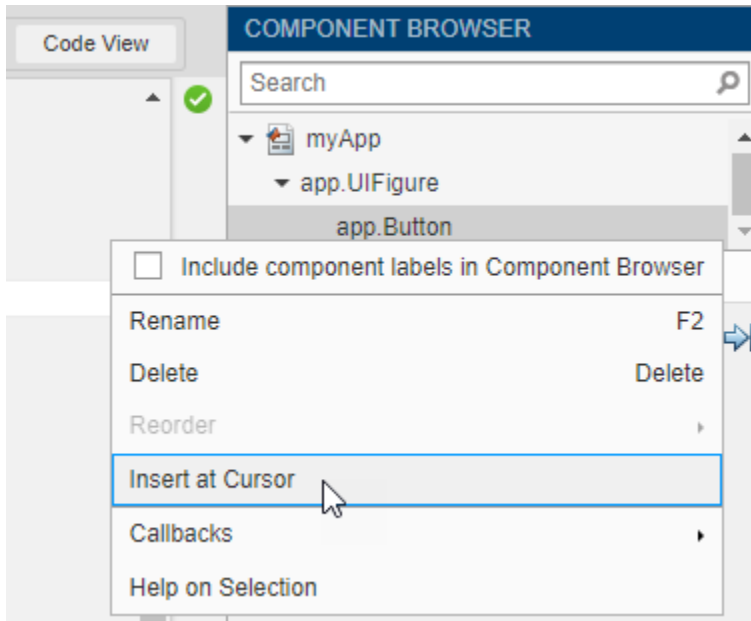 Code View
COMPONENT BROWSER
Search
myApp
app.UIFigure
app.Button
Include component labels in Component Browser
Rename F2
Delete Delete
Reorder
Insert at Cursor
Callbacks
Help on Selection